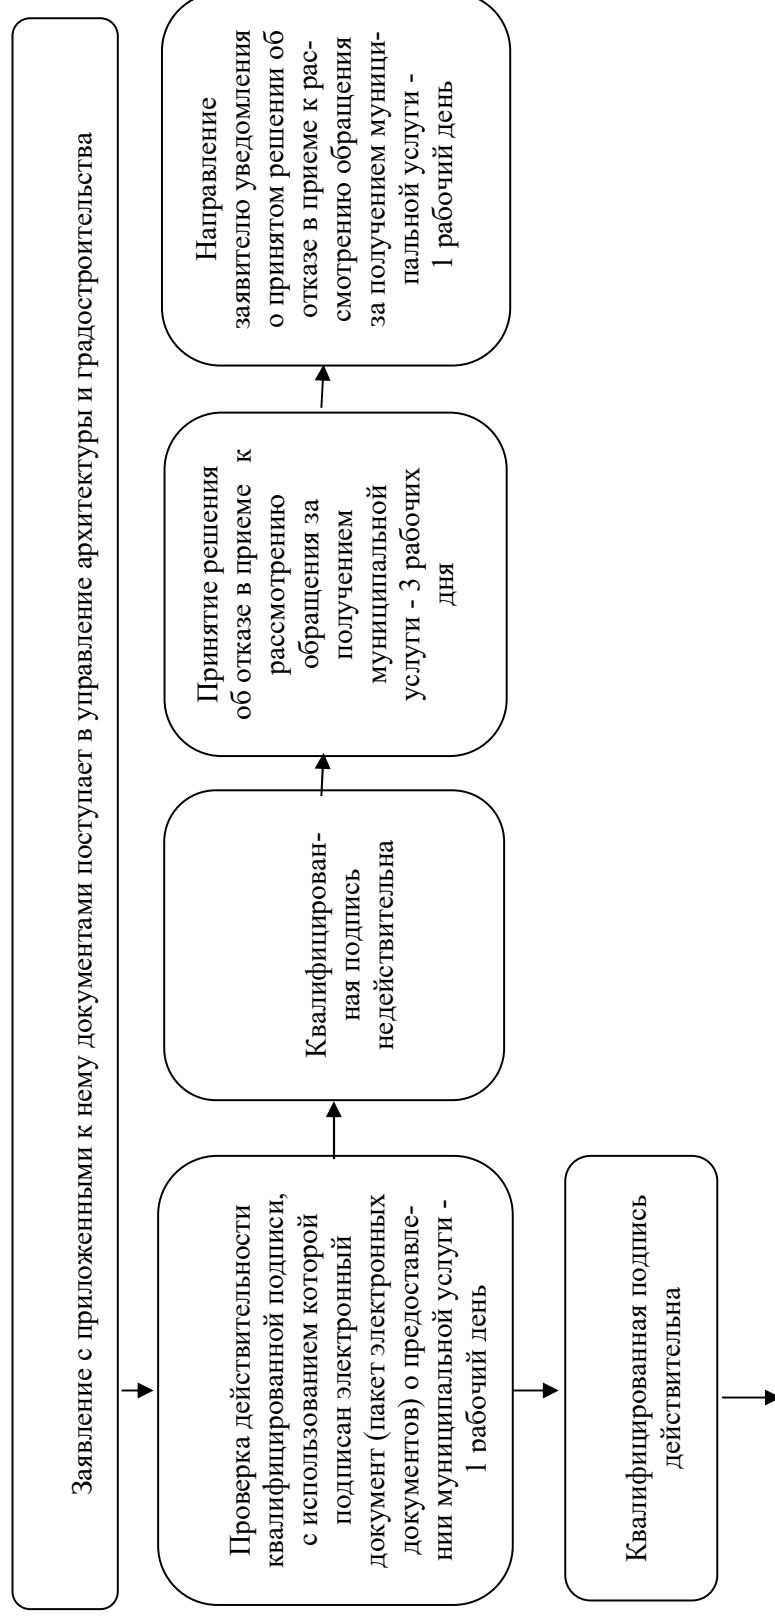 Заявление с приложенными к нему документами поступает в управление архитектуры и градостроительства
Проверка действительности
квалифицированной подписи,
с использованием которой
подписан электронный
документ (пакет электронных
документов) о предоставле-
нии муниципальной услуги -
1 рабочий день
Квалифицирован-
ная подпись
недействительна
Принятие решения
об отказе в приеме к
рассмотрению
обращения за
получением
муниципальной
услуги - 3 рабочих
дня
Направление
заявителю уведомления
о принятом решении об
отказе в приеме к рас-
смотрению обращения
за получением муници-
пальной услуги -
1 рабочий день
Квалифицированная подпись
действительна